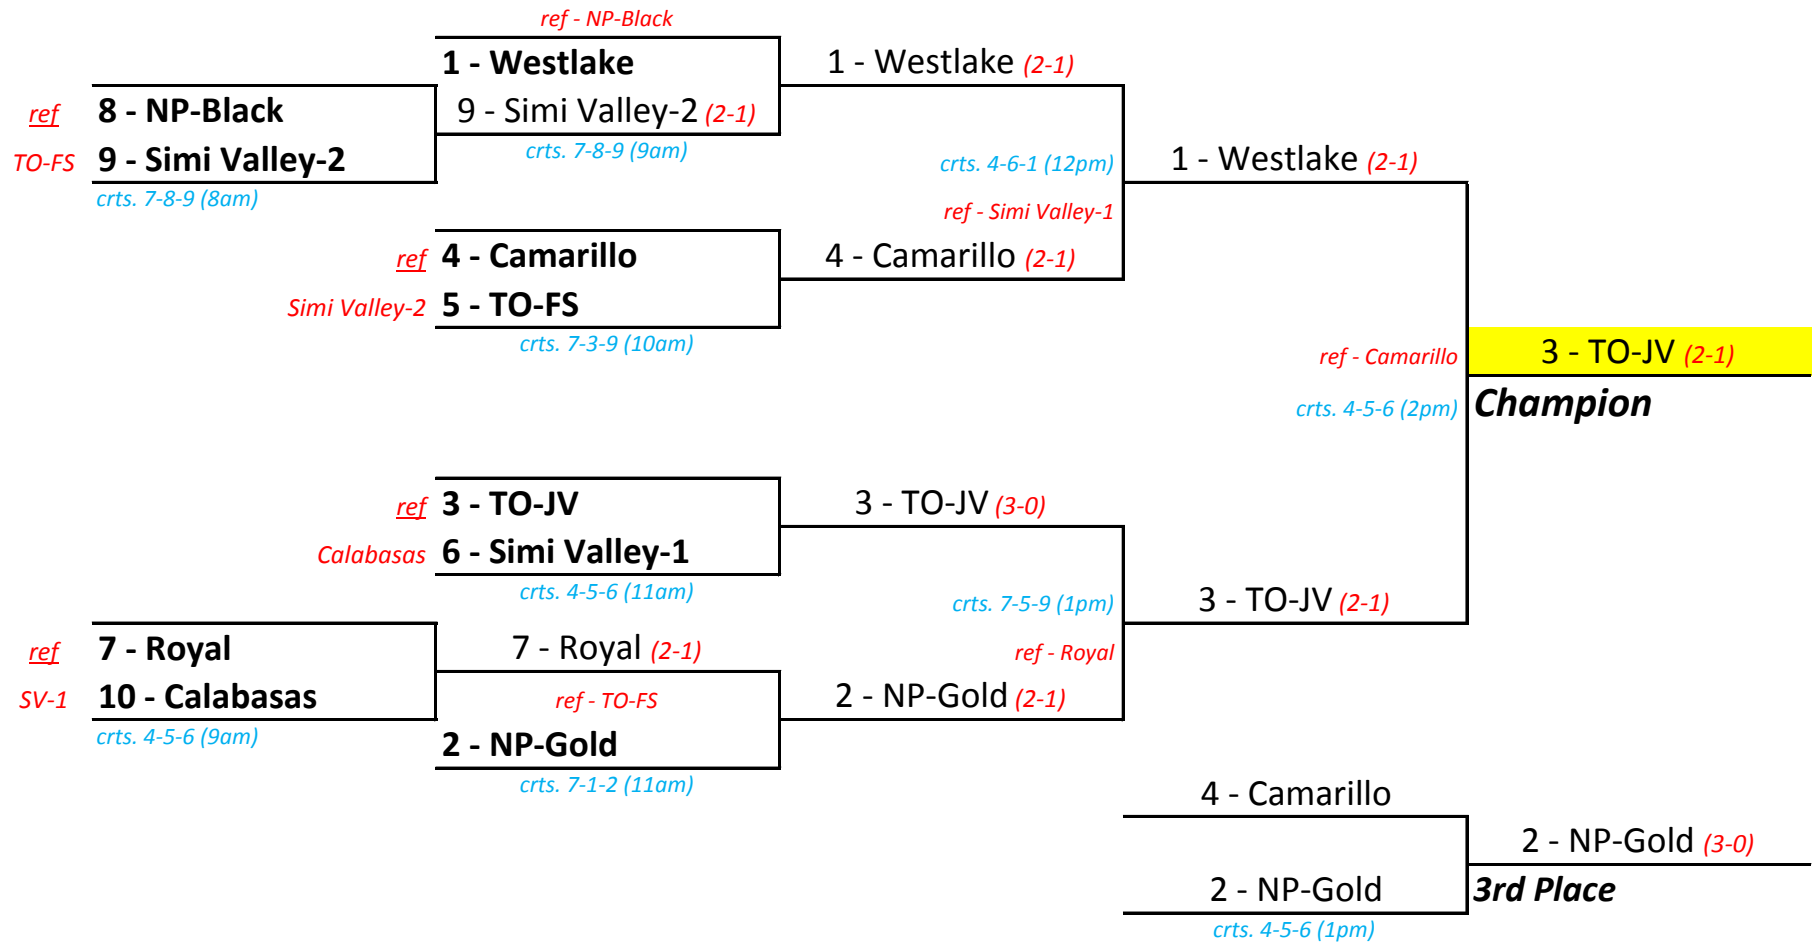 ref - NP-Black
1 - Westlake
1 - Westlake (2-1)
ref 8 - NP-Black
9 - Simi Valley-2 (2-1)
TO-FS 9 - Simi Valley-2
crts. 7-8-9 (9am)
crts. 4-6-1 (12pm)
1 - Westlake (2-1)
crts. 7-8-9 (8am)
ref - Simi Valley-1
ref 4 - Camarillo
4 - Camarillo (2-1)
Simi Valley-2 5 - TO-FS
crts. 7-3-9 (10am)
ref - Camarillo
3 - TO-JV (2-1)
crts. 4-5-6 (2pm)
Champion
ref 3 - TO-JV
3 - TO-JV (3-0)
Calabasas 6 - Simi Valley-1
crts. 4-5-6 (11am)
crts. 7-5-9 (1pm)
3 - TO-JV (2-1)
ref 7 - Royal
7 - Royal (2-1)
ref - Royal
SV-1 10 - Calabasas
ref - TO-FS
2 - NP-Gold (2-1)
crts. 4-5-6 (9am)
2 - NP-Gold
crts. 7-1-2 (11am)
4 - Camarillo
2 - NP-Gold (3-0)
2 - NP-Gold
3rd Place
crts. 4-5-6 (1pm)